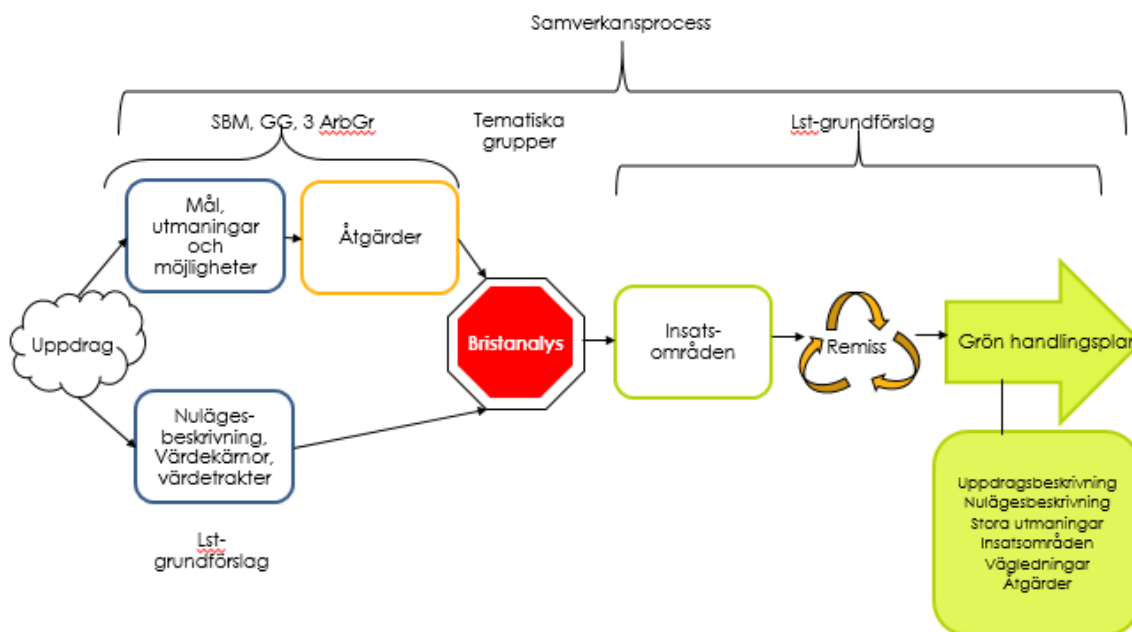 Samverkansprocess
SBM, GG, 3 ArbGr
Tematiska
grupper
Lst-grundförslag
Mål,
utmaningar
och
möjligheter
Åtgärder
Uppdrag
Bristanalys
Insats-
områden
Remiss
Grön handlingsplan
Nuläges-
beskrivning,
Värdekärnor,
värdetrakter
Lst-
grundförslag
Uppdragsbeskrivning
Nulägesbeskrivning
Stora utmaningar
Insatsområden
Vägledningar
Åtgärder